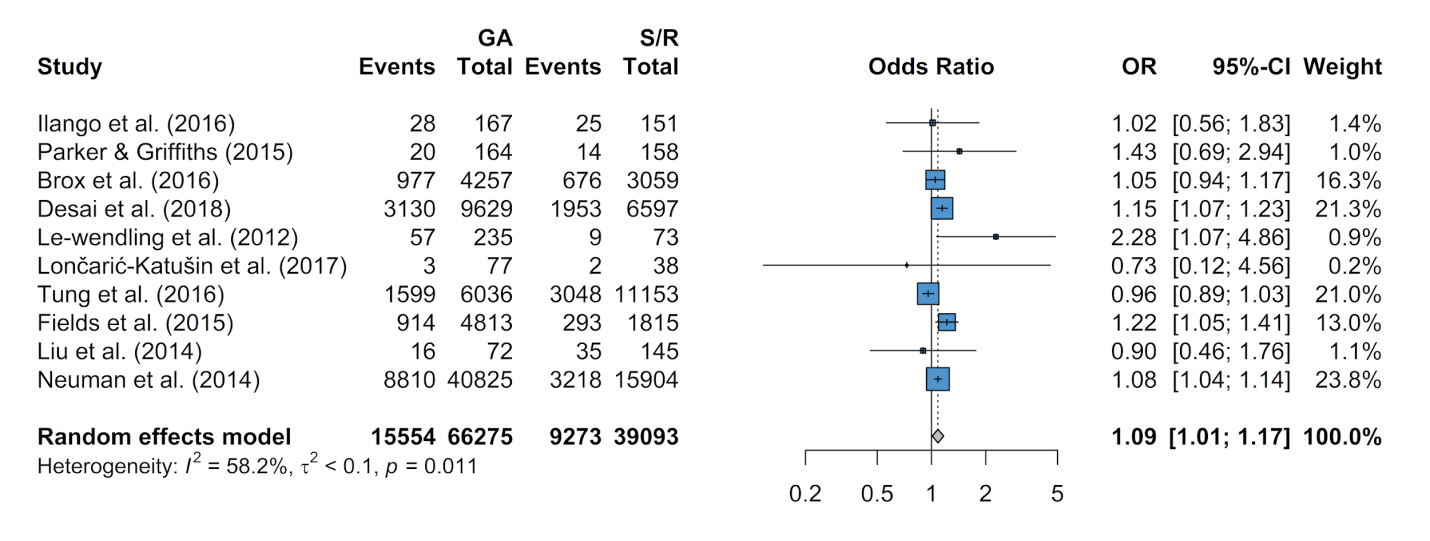 GA S/R
Study Events Total Events Total Odds Ratio OR 95%-CI Weight
Ilango et al. (2016) 28 167 25 151 1.02 [0.56; 1.83] 1.4%
Parker & Griffiths (2015) 20 164 14 158 1.43 [0.69; 2.94] 1.0%
Brox et al. (2016) 977 4257 676 3059 1.05 [0.94; 1.17] 16.3%
Desai et al. (2018) 3130 9629 1953 6597 1.15 [1.07; 1.23] 21.3%
Le-wendling et al. (2012) 57 235 9 73 2.28 [1.07; 4.86] 0.9%
Lončarić-Katušin et al. (2017) 3 77 2 38 0.73 [0.12; 4.56] 0.2%
Tung et al. (2016) 1599 6036 3048 11153 0.96 [0.89; 1.03] 21.0%
Fields et al. (2015) 914 4813 293 1815 1.22 [1.05; 1.41] 13.0%
Liu et al. (2014) 16 72 35 145 0.90 [0.46; 1.76] 1.1%
Neuman et al. (2014) 8810 40825 3218 15904 1.08 [1.04; 1.14] 23.8%
Random effects model 15554 66275 9273 39093 1.09 [1.01; 1.17] 100.0%
Heterogeneity: I² = 58.2%, τ² < 0.1, p = 0.011
0.2 0.5 1 2 5